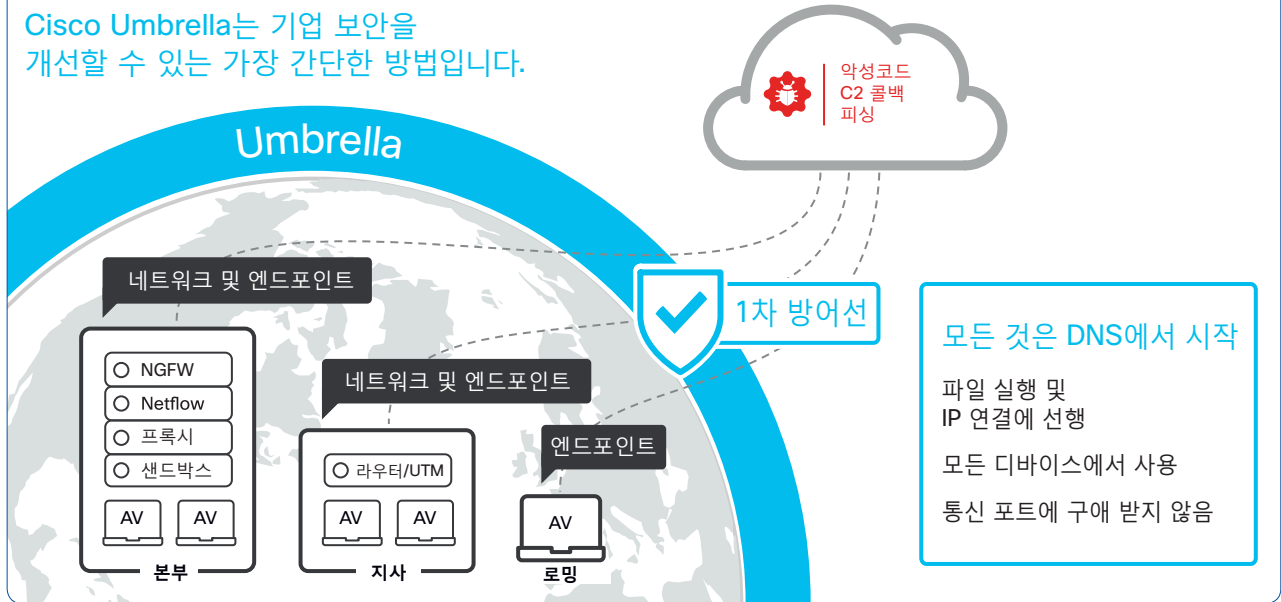 Cisco Umbrella는 기업 보안을
개선할 수 있는 가장 간단한 방법입니다.
악성코드
C2 콜백
피싱
Umbrella
네트워크 및 엔드포인트
NGFW
Netflow
프록시
샌드박스
AV AV
본부
네트워크 및 엔드포인트
라우터/UTM
AV AV
지사
엔드포인트
AV
로밍
1차 방어선
모든 것은 DNS에서 시작
파일 실행 및
IP 연결에 선행
모든 디바이스에서 사용
통신 포트에 구애 받지 않음